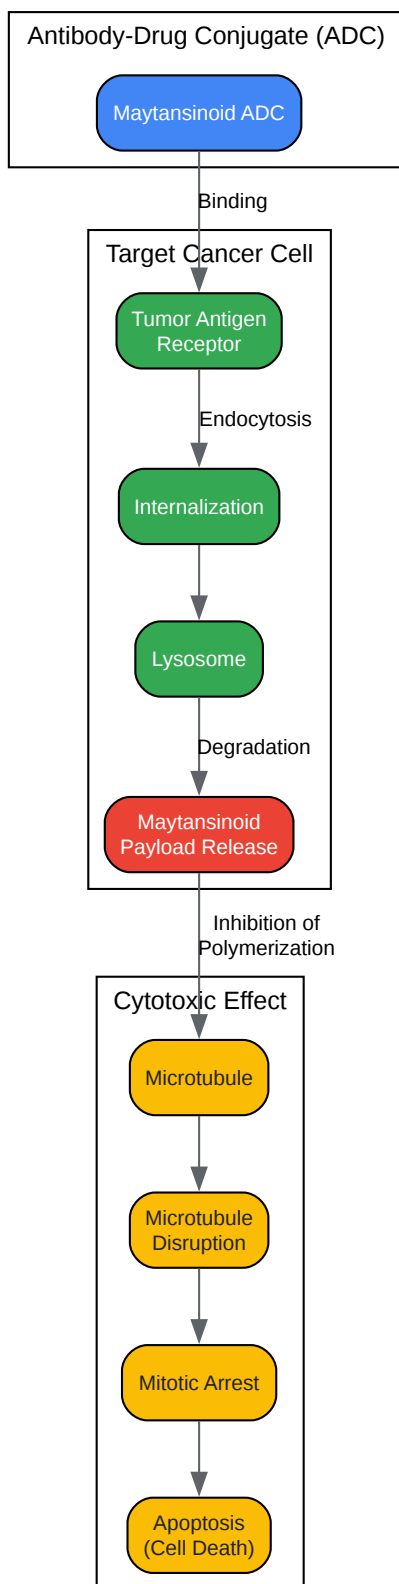 Antibody-Drug Conjugate (ADC)
Maytansinoid ADC
Binding
Target Cancer Cell
Tumor Antigen
Receptor
Endocytosis
Internalization
Lysosome
Degradation
Maytansinoid
Payload Release
Inhibition of
Polymerization
Cytotoxic Effect
Microtubule
Microtubule
Disruption
Mitotic Arrest
Apoptosis
(Cell Death)